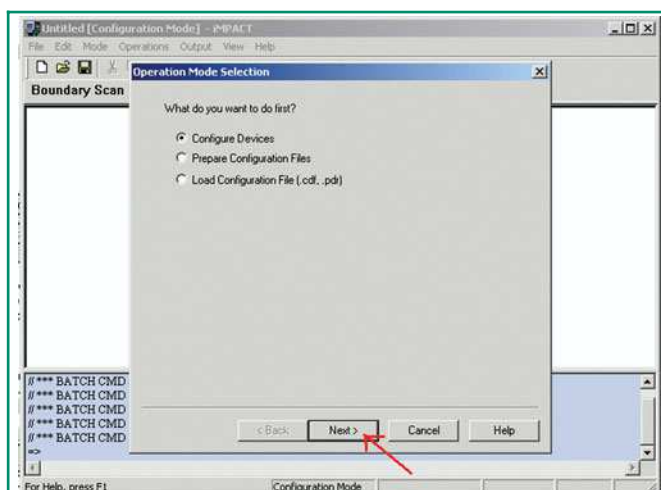 Untitled [Configuration Mode] - iMPACT
File Edit Mode Operations Output View Help
Operation Mode Selection
Boundary Scan
What do you want to do first?
Configure Devices
Prepare Configuration Files
Load Configuration File (.cdf, .pdr)
// *** BATCH CMD
// *** BATCH CMD
// *** BATCH CMD
// *** BATCH CMD
// *** BATCH CMD
=>
< Back Next > Cancel Help
For Help, press F1 Configuration Mode